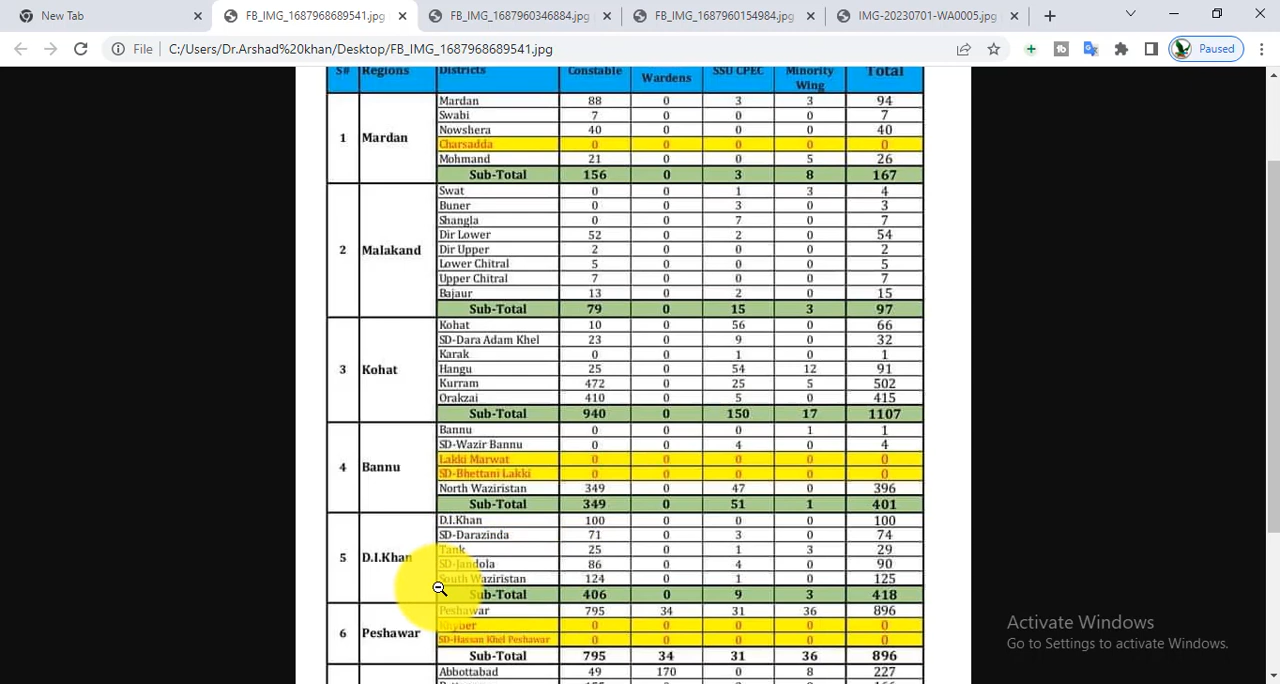 New Tab
FB_IMG_1687968689541.jpg
FB_IMG_1687960346884.jpg
FB_IMG_1687960154984.jpg
IMG-20230701-WA0005.jpg
File C:/Users/Dr.Arshad%20khan/Desktop/FB_IMG_1687968689541.jpg
Paused
S# Regions Districts Constable Wardens SSU CPEC Minority Wing Total
Mardan 88 0 3 3 94
Swabi 7 0 0 0 7
Nowshera 40 0 0 0 40
1 Mardan
Charsadda 0 0 0 0 0
Mohmand 21 0 0 5 26
Sub-Total 156 0 3 8 167
Swat 0 0 1 3 4
Buner 0 0 3 0 3
Shangla 0 0 7 0 7
Dir Lower 52 0 2 0 54
2 Malakand
Dir Upper 2 0 0 0 2
Lower Chitral 5 0 0 0 5
Upper Chitral 7 0 0 0 7
Bajaur 13 0 2 0 15
Sub-Total 79 0 15 3 97
Kohat 10 0 56 0 66
SD-Dara Adam Khel 23 0 9 0 32
Karak 0 0 1 0 1
3 Kohat
Hangu 25 0 54 12 91
Kurram 472 0 25 5 502
Orakzai 410 0 5 0 415
Sub-Total 940 0 150 17 1107
Bannu 0 0 0 1 1
SD-Wazir Bannu 0 0 4 0 4
Lakki Marwat 0 0 0 0 0
4 Bannu
SD-Bhettani Lakki 0 0 0 0 0
North Waziristan 349 0 47 0 396
Sub-Total 349 0 51 1 401
D.I.Khan 100 0 0 0 100
SD-Darazinda 71 0 3 0 74
Tank 25 0 1 3 29
5 D.I.Khan
SD-Jandola 86 0 4 0 90
South Waziristan 124 0 1 0 125
Sub-Total 406 0 9 3 418
Peshawar 795 34 31 36 896
Khyber 0 0 0 0 0
6 Peshawar
SD-Hassan Khel Peshawar 0 0 0 0 0
Sub-Total 795 34 31 36 896
Abbottabad 49 170 0 8 227
Activate Windows
Go to Settings to activate Windows.